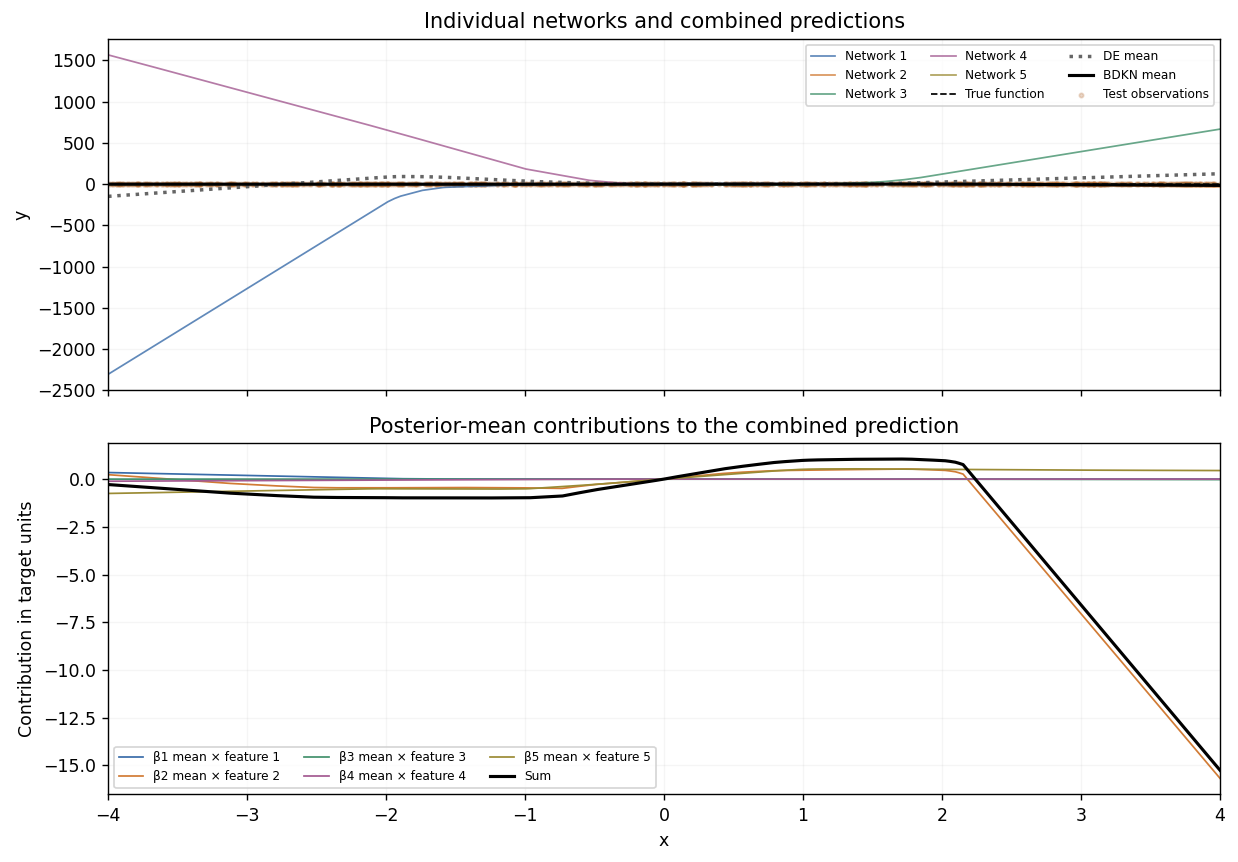 Individual networks and combined predictions
1500
1000
500
0
−500
−1000
−1500
−2000
−2500
y
Network 1
Network 2
Network 3
Network 4
Network 5
True function
DE mean
BDKN mean
Test observations
Posterior-mean contributions to the combined prediction
0.0
−2.5
−5.0
−7.5
−10.0
−12.5
−15.0
Contribution in target units
β1 mean × feature 1
β2 mean × feature 2
β3 mean × feature 3
β4 mean × feature 4
β5 mean × feature 5
Sum
−4 −3 −2 −1 0 1 2 3 4
x